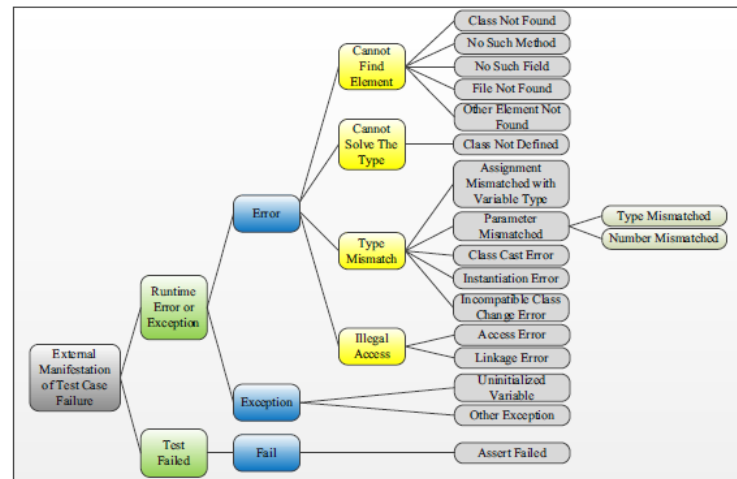 Class Not Found
Cannot
Find
Element
No Such Method
No Such Field
File Not Found
Other Element Not
Found
Cannot
Solve The
Type
Class Not Defined
Assignment
Mismatched with
Variable Type
Error
Parameter
Mismatched
Type Mismatched
Number Mismatched
Type
Mismatch
Class Cast Error
Instantiation Error
Runtime
Error or
Exception
Incompatible Class
Change Error
Illegal
Access
Access Error
Linkage Error
External
Manifestation
of Test Case
Failure
Exception
Uninitialized
Variable
Other Exception
Test
Failed
Fail
Assert Failed